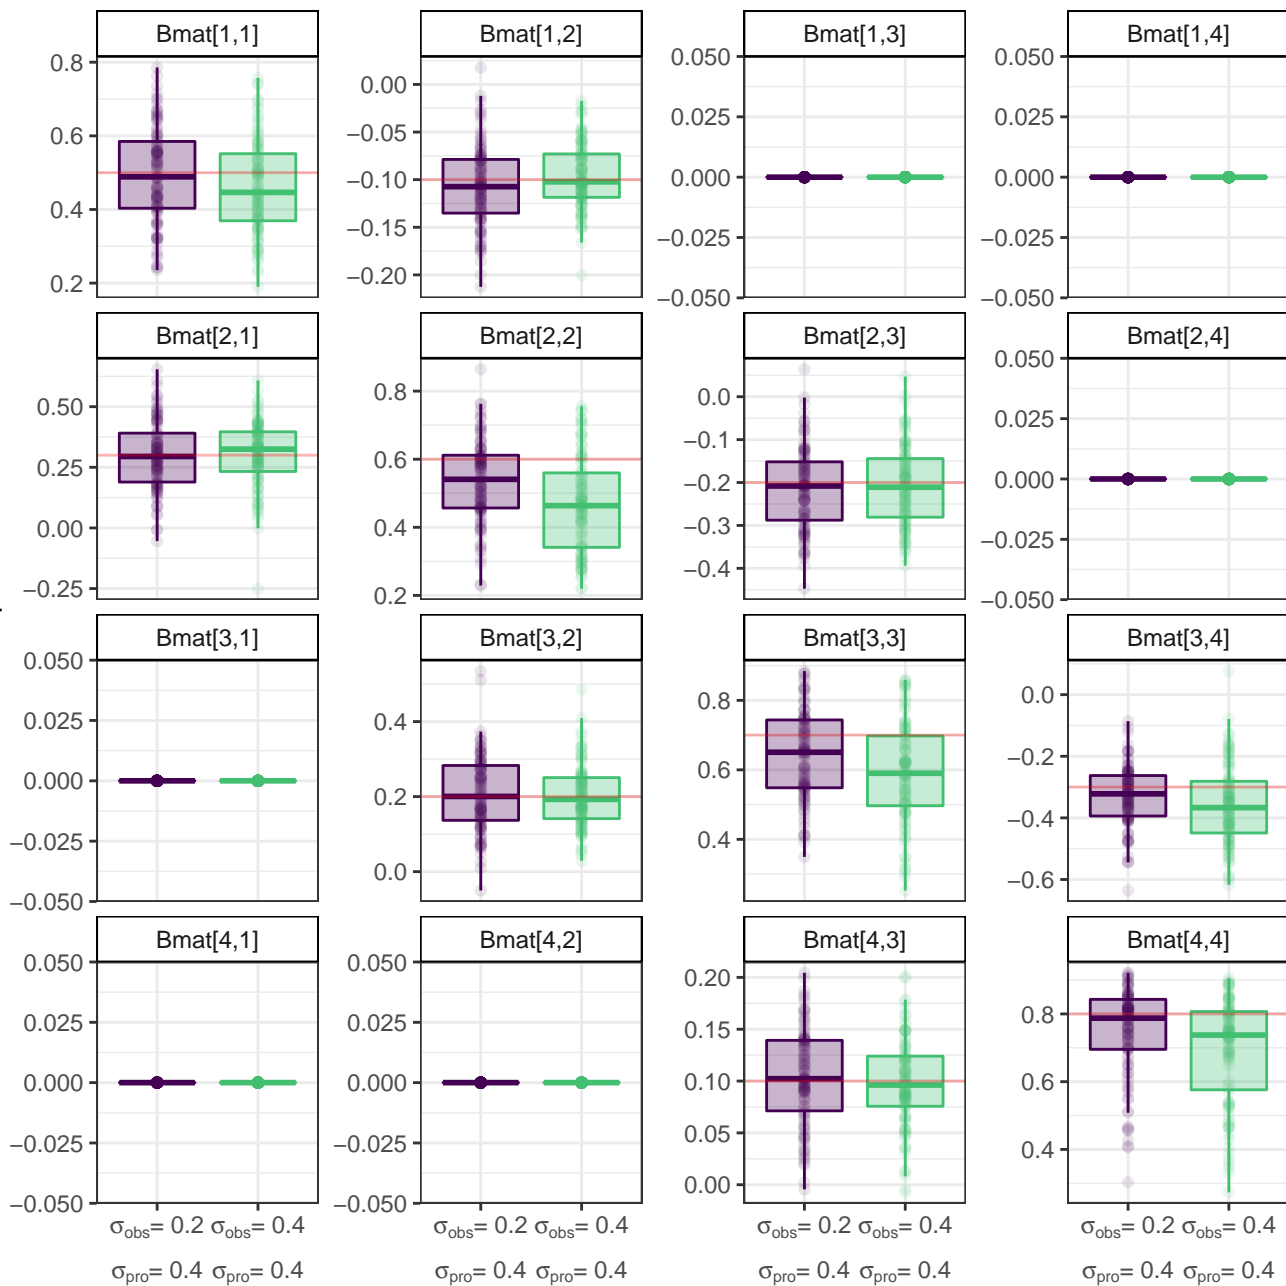 Bmat[1,1] Bmat[1,2] Bmat[1,3] Bmat[1,4]
0.8 0.6 0.4 0.2
0.00 −0.05 −0.10 −0.15 −0.20
0.050 0.025 0.000 −0.025 −0.050
0.050 0.025 0.000 −0.025 −0.050
Bmat[2,1] Bmat[2,2] Bmat[2,3] Bmat[2,4]
0.50 0.25 0.00 −0.25
0.8 0.6 0.4 0.2
0.0 −0.1 −0.2 −0.3 −0.4
0.050 0.025 0.000 −0.025 −0.050
Bmat[3,1] Bmat[3,2] Bmat[3,3] Bmat[3,4]
0.050 0.025 0.000 −0.025 −0.050
0.4 0.2 0.0
0.8 0.6 0.4
0.0 −0.2 −0.4 −0.6
Bmat[4,1] Bmat[4,2] Bmat[4,3] Bmat[4,4]
0.050 0.025 0.000 −0.025 −0.050
0.050 0.025 0.000 −0.025 −0.050
0.20 0.15 0.10 0.05 0.00
0.8 0.6 0.4
σobs= 0.2 σobs= 0.4 σobs= 0.2 σobs= 0.4 σobs= 0.2 σobs= 0.4 σobs= 0.2 σobs= 0.4
σpro= 0.4 σpro= 0.4 σpro= 0.4 σpro= 0.4 σpro= 0.4 σpro= 0.4 σpro= 0.4 σpro= 0.4